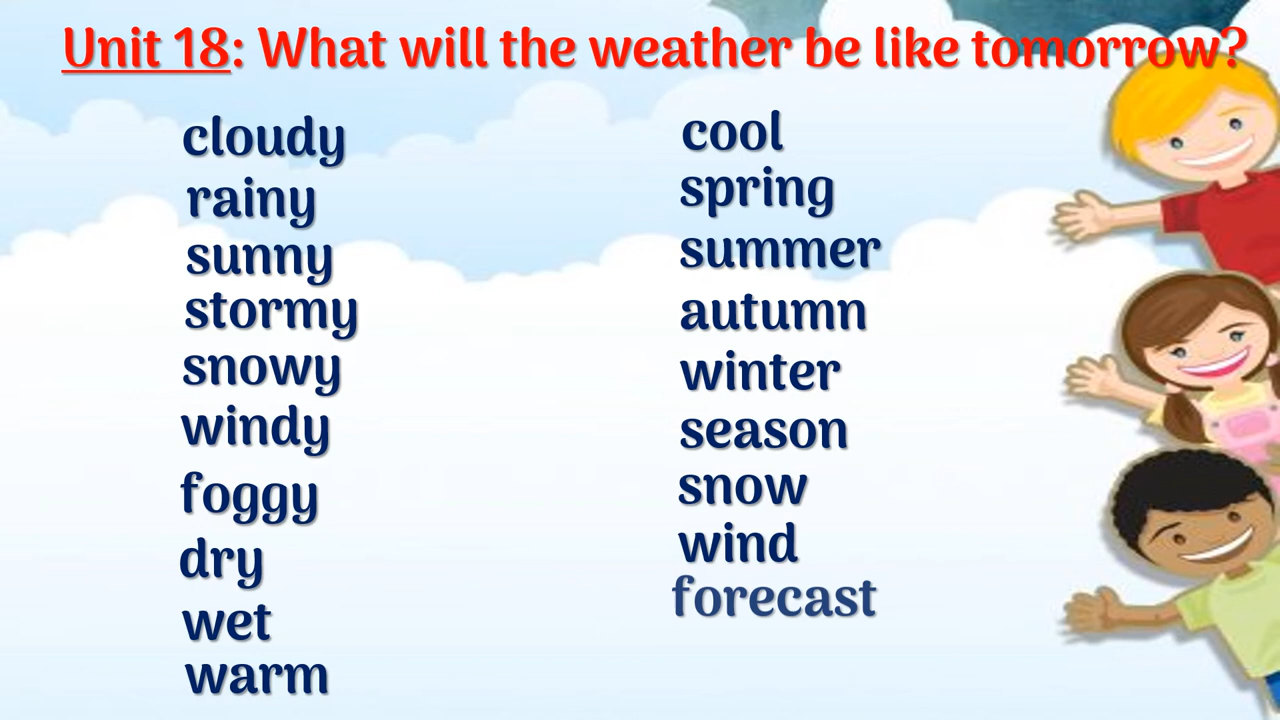 Unit 18: What will the weather be like tomorrow?
cloudy
rainy
sunny
stormy
snowy
windy
foggy
dry
wet
warm
cool
spring
summer
autumn
winter
season
snow
wind
forecast